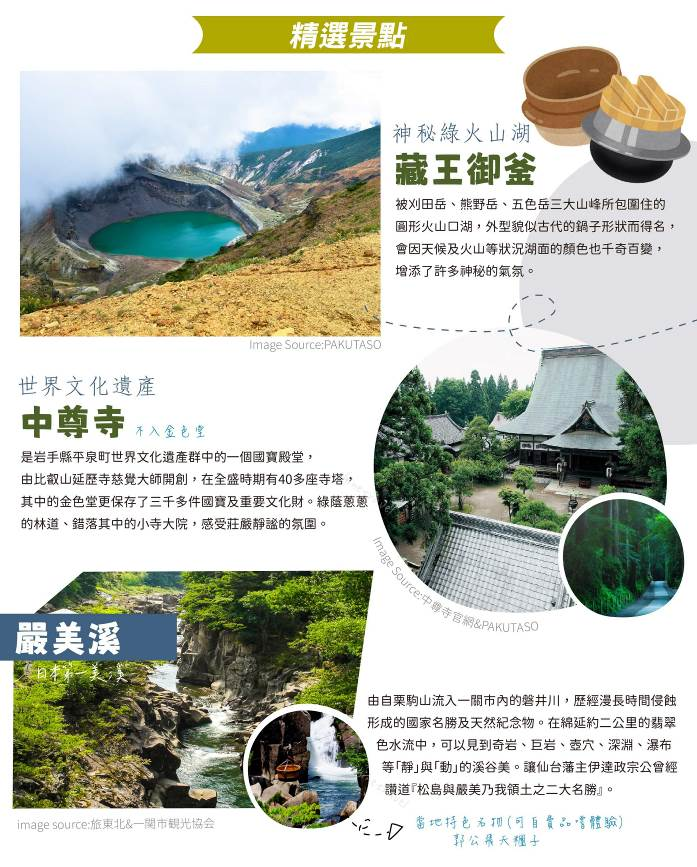 精選景點
神秘綠火山湖
藏王御釜
被刈田岳、熊野岳、五色岳三大山峰所包圍住的
圓形火山口湖，外型貌似古代的鍋子形狀而得名，
會因天候及火山等狀況湖面的顏色也千奇百變，
增添了許多神秘的氣氛。
Image Source:PAKUTASO
世界文化遺產
中尊寺 不入金色堂
是岩手縣平泉町世界文化遺產群中的一個國寶殿堂，
由比叡山延歷寺慈覺大師開創，在全盛時期有40多座寺塔，
其中的金色堂更保存了三千多件國寶及重要文化財。綠蔭蔥蔥
的林道、錯落其中的小寺大院，感受莊嚴靜謐的氛圍。
Image Source:中尊寺官網&PAKUTASO
嚴美溪
日本第一美溪
由自栗駒山流入一關市內的磐井川，歷經漫長時間侵蝕
形成的國家名勝及天然紀念物。在綿延約二公里的翡翠
色水流中，可以見到奇岩、巨岩、壺穴、深淵、瀑布
等「靜」與「動」的溪谷美。讓仙台藩主伊達政宗公曾經
讚道『松島與嚴美乃我領土之二大名勝』。
image source:旅東北&一関市観光協会
當地特色名物(可自費品嚐體驗)
郭公飛天糰子